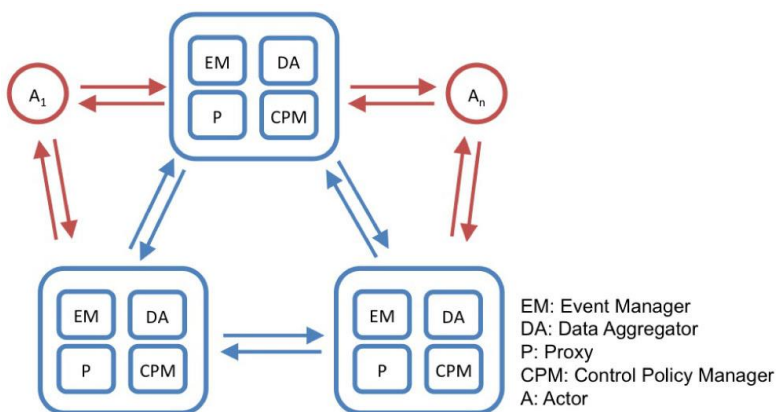 EM DA
A1 An
P CPM
EM DA
P CPM
EM DA
P CPM
EM: Event Manager
DA: Data Aggregator
P: Proxy
CPM: Control Policy Manager
A: Actor